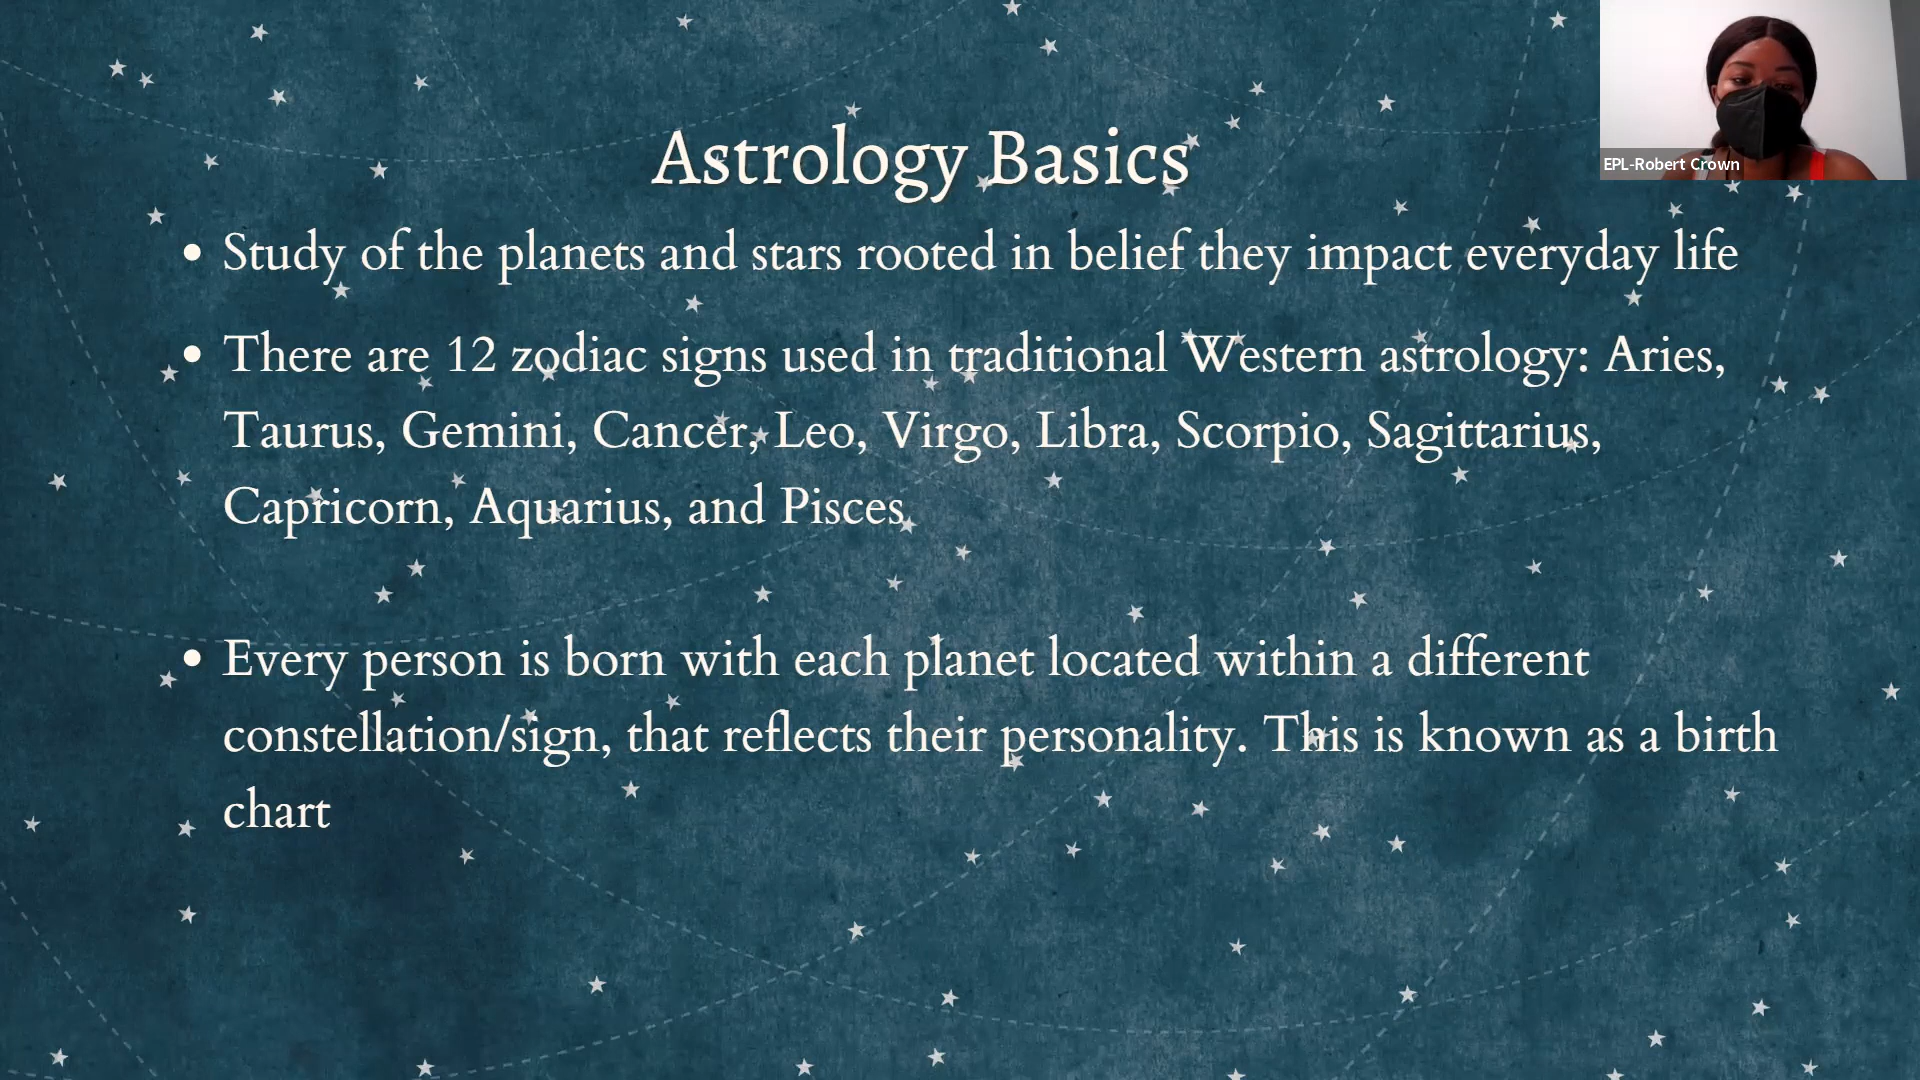 Astrology Basics
EPL-Robert Crown
• Study of the planets and stars rooted in belief they impact everyday life
• There are 12 zodiac signs used in traditional Western astrology: Aries,
Taurus, Gemini, Cancer, Leo, Virgo, Libra, Scorpio, Sagittarius,
Capricorn, Aquarius, and Pisces
• Every person is born with each planet located within a different
constellation/sign, that reflects their personality. This is known as a birth
chart